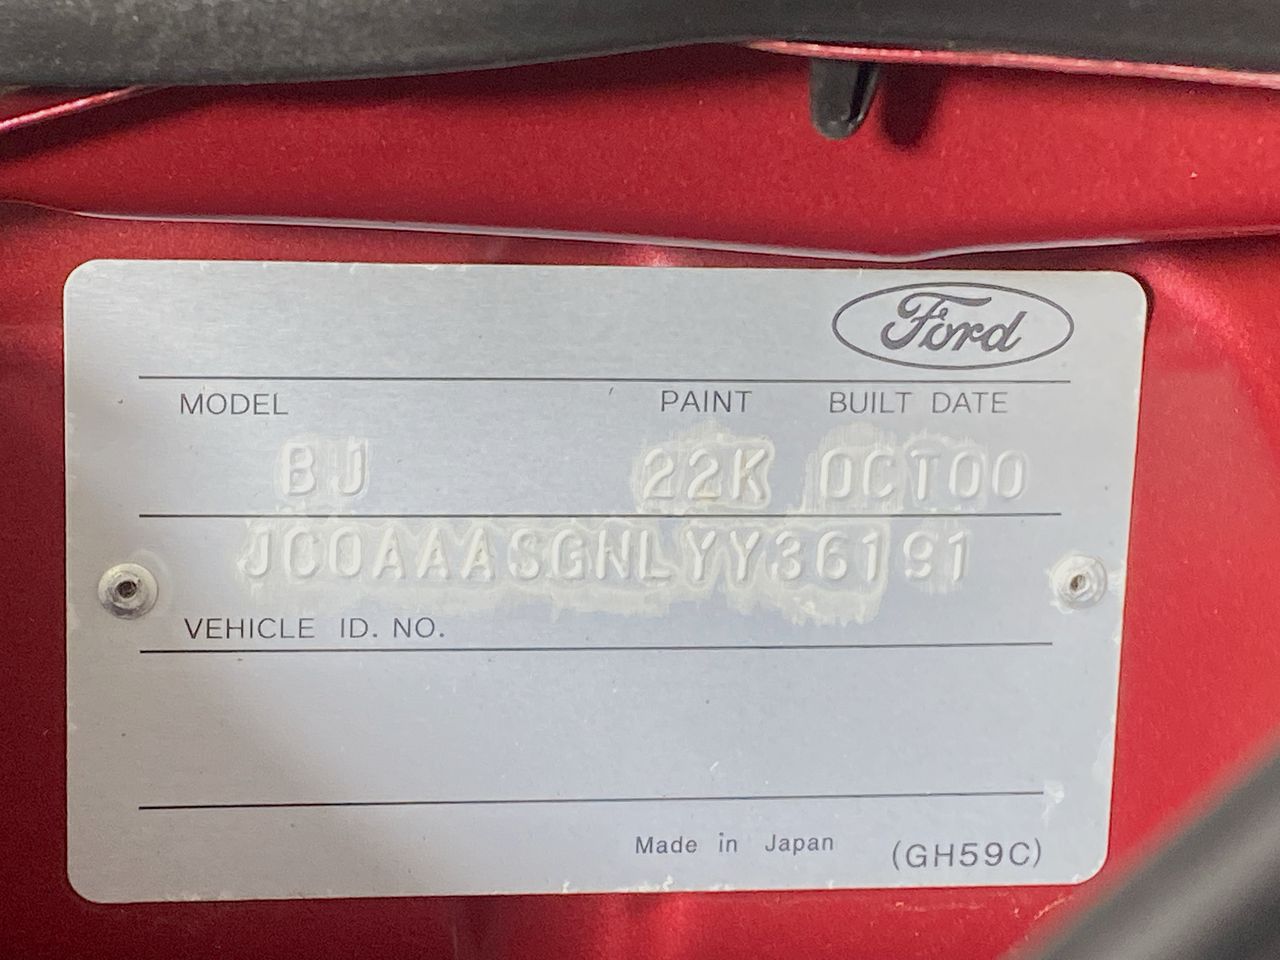 Ford
MODEL PAINT BUILT DATE
BJ 22K OCT00
JC0AAASGNLYY36191
VEHICLE ID. NO.
Made in Japan (GH59C)